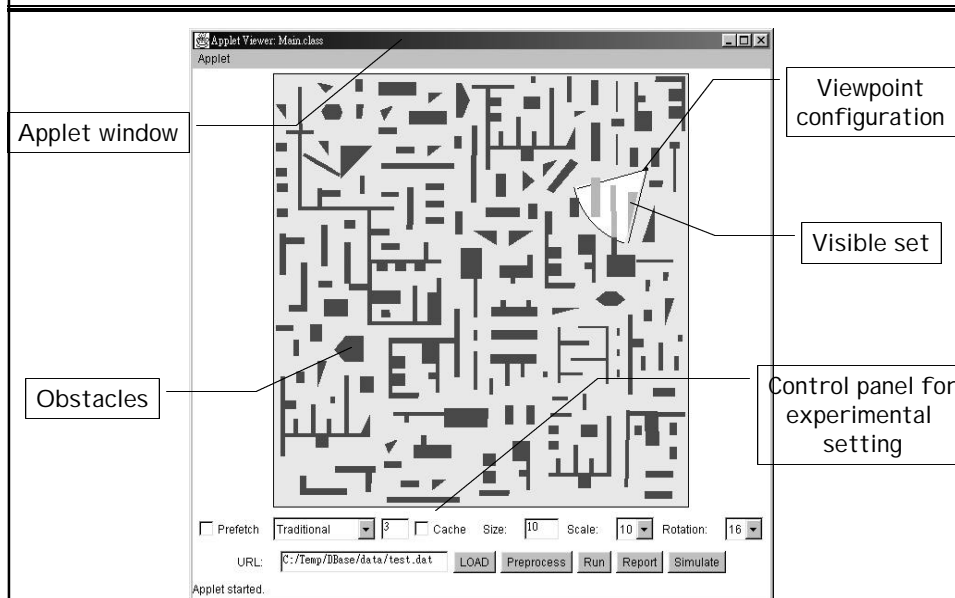 Applet Viewer: Main.class
Applet
Applet window
Viewpoint
configuration
Visible set
Obstacles
Control panel for
experimental
setting
Prefetch Traditional 3 Cache Size: 10 Scale: 10 Rotation: 16
URL: C:/Temp/DBase/data/test.dat LOAD Preprocess Run Report Simulate
Applet started.